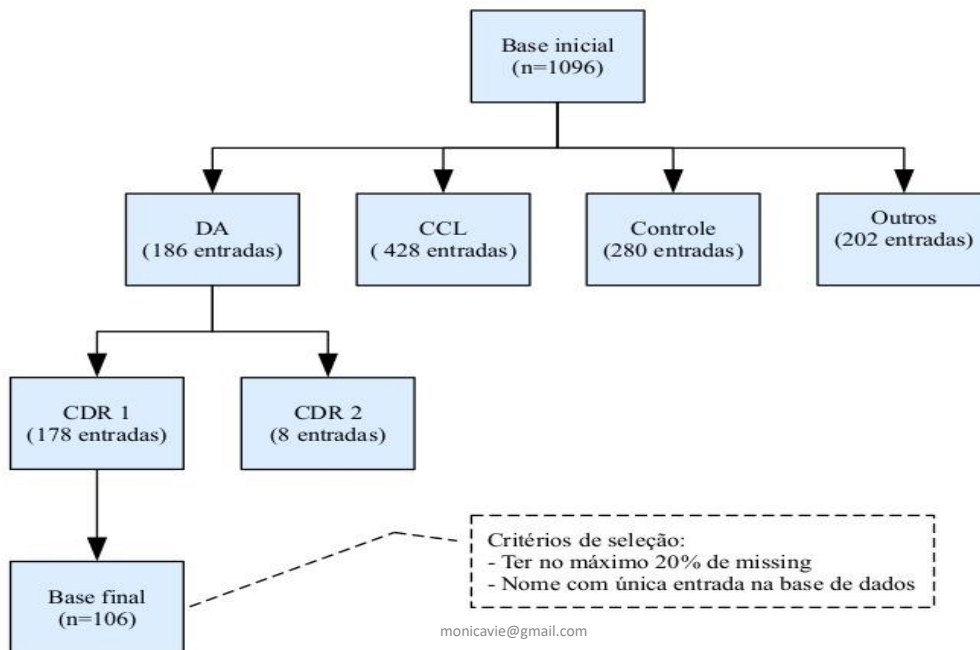 Base inicial
(n=1096)
DA
(186 entradas)
CCL
( 428 entradas)
Controle
(280 entradas)
Outros
(202 entradas)
CDR 1
(178 entradas)
CDR 2
(8 entradas)
Base final
(n=106)
Critérios de seleção:
- Ter no máximo 20% de missing
- Nome com única entrada na base de dados
monicavie@gmail.com